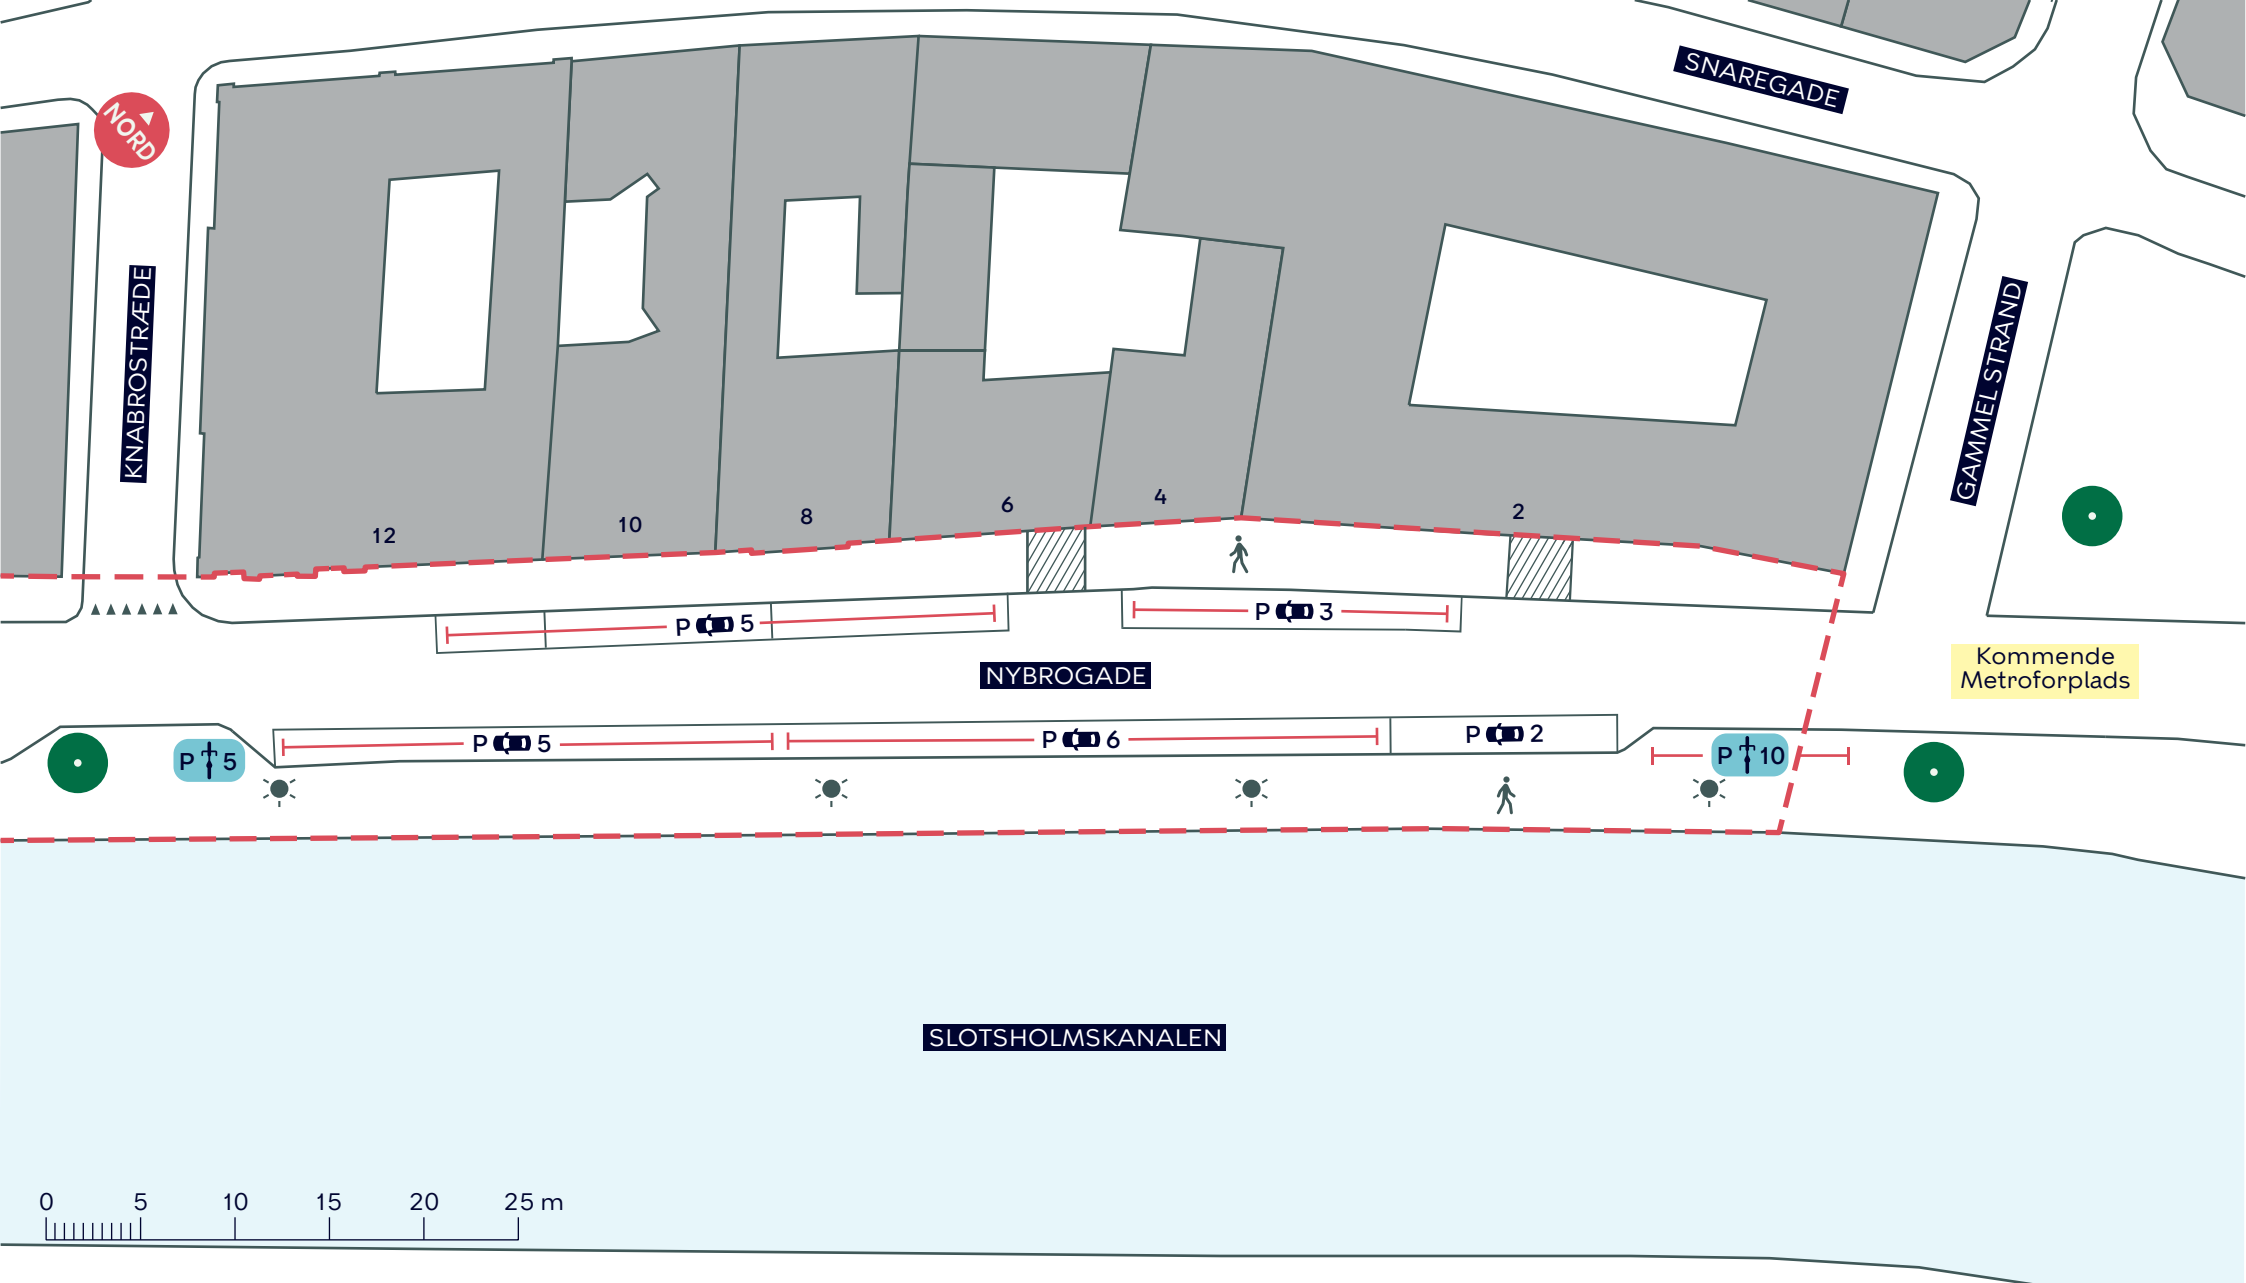 SNAREGADE
NORD
KNABROSTRÆDE
GAMMEL STRAND
12
10
8
6
4
2
P 5
P 3
NYBROGADE
Kommende
Metroforplads
P 5
P 5
P 6
P 2
P 10
SLOTSHOLMSKANALEN
0 5 10 15 20 25 m